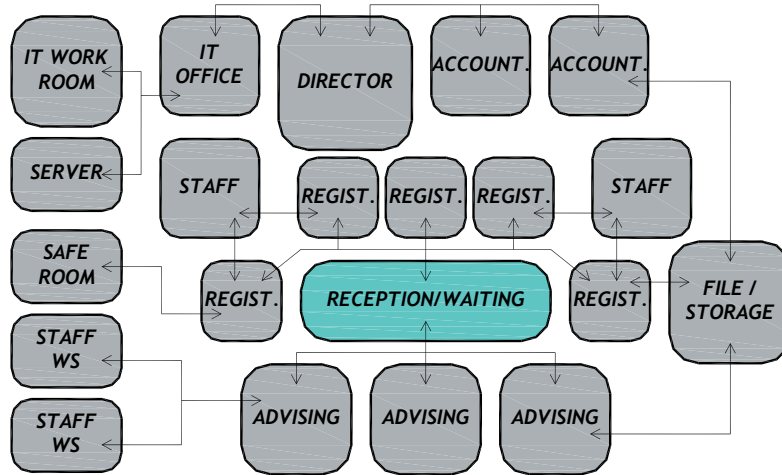 IT WORK
ROOM
IT
OFFICE
DIRECTOR
ACCOUNT.
ACCOUNT.
SERVER
STAFF
REGIST.
REGIST.
REGIST.
STAFF
SAFE
ROOM
REGIST.
RECEPTION/WAITING
REGIST.
FILE /
STORAGE
STAFF
WS
STAFF
WS
ADVISING
ADVISING
ADVISING